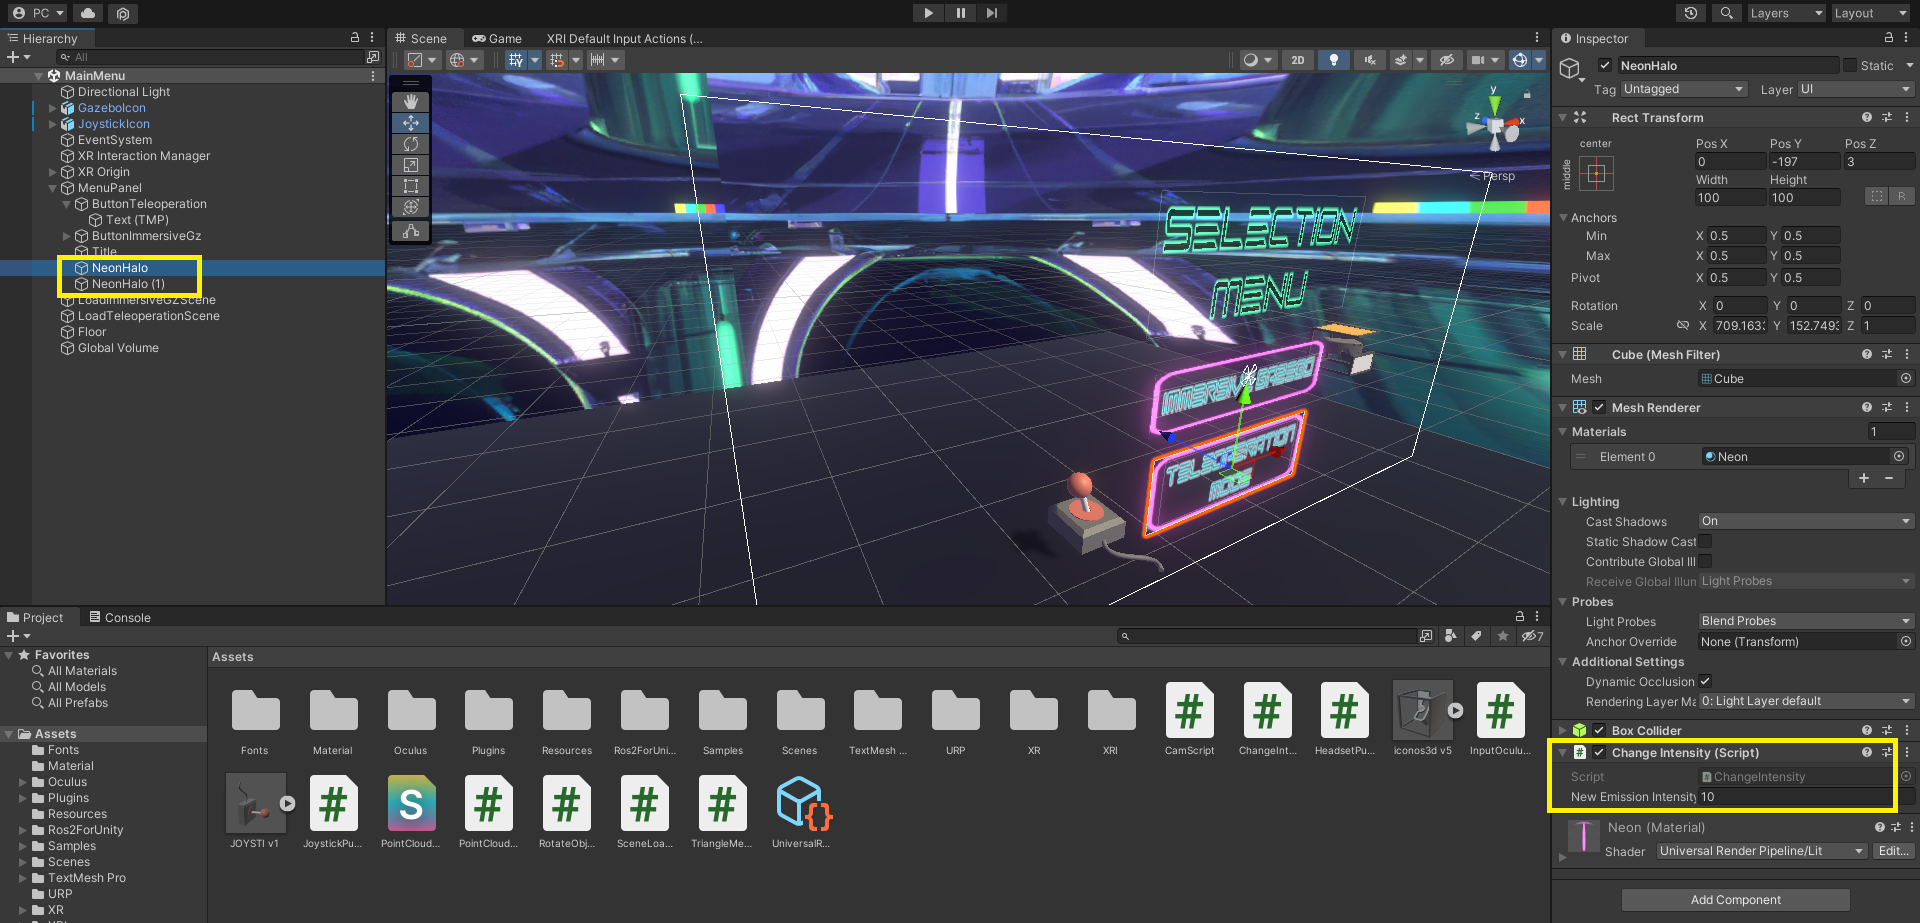 PC
Layers
Layout
Hierarchy
All
MainMenu
Directional Light
GazeboIcon
JoystickIcon
EventSystem
XR Interaction Manager
XR Origin
MenuPanel
ButtonTeleoperation
Text (TMP)
ButtonImmersiveGz
Title
NeonHalo
NeonHalo (1)
LoadImmersiveGZScene
LoadTeleoperationScene
Floor
Global Volume
Scene
Game
XRI Default Input Actions (...
2D
y
z
x
Persp
SELECTION
MENU
IMMERSIVE GAZEBO
TELEOPERATION
MODE
Inspector
NeonHalo
Static
Tag Untagged
Layer UI
Rect Transform
center
middle
Pos X Pos Y Pos Z
0 -197 3
Width Height
100 100
R
Anchors
Min X 0.5 Y 0.5
Max X 0.5 Y 0.5
Pivot X 0.5 Y 0.5
Rotation X 0 Y 0 Z 0
Scale X 709.163 Y 152.749 Z 1
Cube (Mesh Filter)
Mesh Cube
Mesh Renderer
Materials 1
Element 0 Neon
Lighting
Cast Shadows On
Static Shadow Cast
Contribute Global Ill
Receive Global Illun Light Probes
Probes
Light Probes Blend Probes
Anchor Override None (Transform)
Additional Settings
Dynamic Occlusion
Rendering Layer Ma 0: Light Layer default
Box Collider
Change Intensity (Script)
Script ChangeIntensity
New Emission Intensity 10
Neon (Material)
Shader Universal Render Pipeline/Lit Edit...
Add Component
Project
Console
7
Favorites
All Materials
All Models
All Prefabs
Assets
Fonts
Material
Oculus
Plugins
Resources
Ros2ForUnity
Samples
Scenes
TextMesh Pro
URP
XR
XRI
Assets
Fonts
Material
Oculus
Plugins
Resources
Ros2ForUni...
Samples
Scenes
TextMesh ...
URP
XR
XRI
CamScript
ChangeInt...
HeadsetPu...
iconos3d v5
InputOculu...
JOYSTI v1
JoystickPu...
PointCloud...
PointCloud...
RotateObj...
SceneLoa...
TriangleMe...
UniversalR...